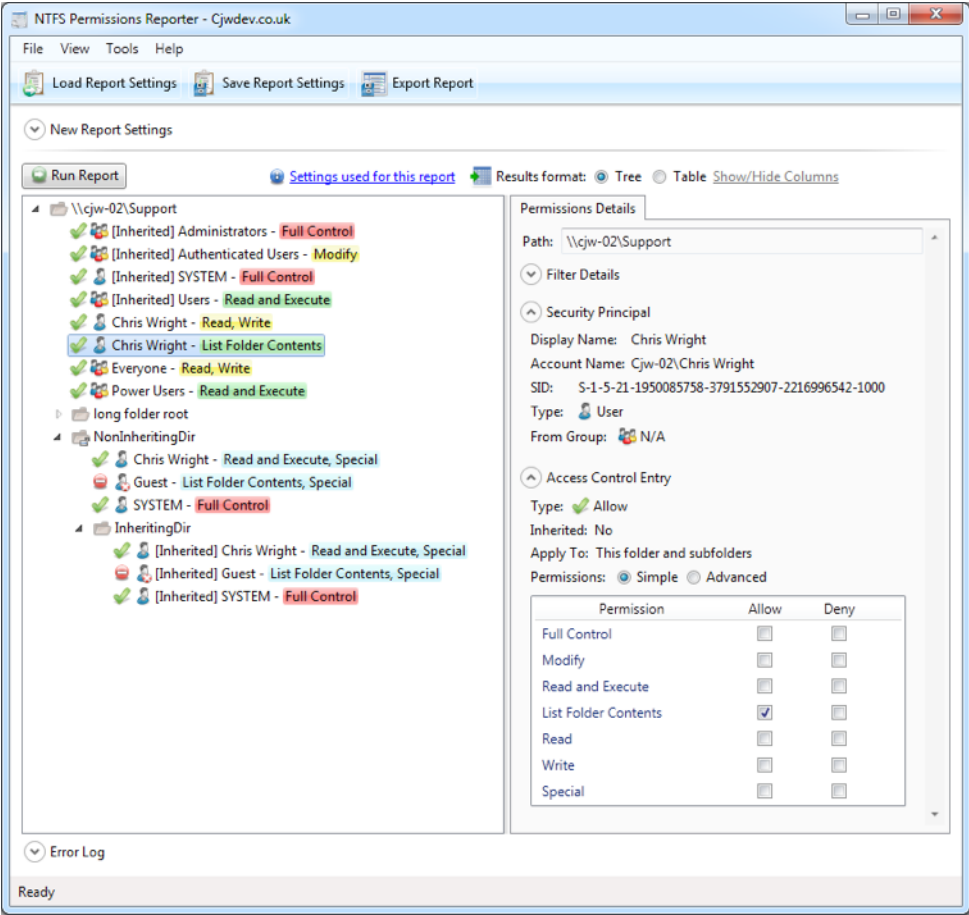 NTFS Permissions Reporter - Cjwdev.co.uk
File View Tools Help
Load Report Settings Save Report Settings Export Report
New Report Settings
Run Report Settings used for this report Results format: Tree Table Show/Hide Columns
\\cjw-02\Support
[Inherited] Administrators - Full Control
[Inherited] Authenticated Users - Modify
[Inherited] SYSTEM - Full Control
[Inherited] Users - Read and Execute
Chris Wright - Read, Write
Chris Wright - List Folder Contents
Everyone - Read, Write
Power Users - Read and Execute
long folder root
NonInheritingDir
Chris Wright - Read and Execute, Special
Guest - List Folder Contents, Special
SYSTEM - Full Control
InheritingDir
[Inherited] Chris Wright - Read and Execute, Special
[Inherited] Guest - List Folder Contents, Special
[Inherited] SYSTEM - Full Control
Permissions Details
Path: \\cjw-02\Support
Filter Details
Security Principal
Display Name: Chris Wright
Account Name: Cjw-02\Chris Wright
SID: S-1-5-21-1950085758-3791552907-2216996542-1000
Type: User
From Group: N/A
Access Control Entry
Type: Allow
Inherited: No
Apply To: This folder and subfolders
Permissions: Simple Advanced
Permission Allow Deny
Full Control
Modify
Read and Execute
List Folder Contents
Read
Write
Special
Error Log
Ready